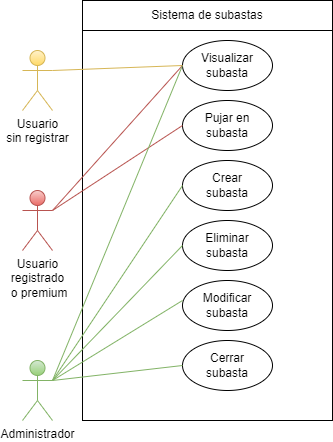 Sistema de subastas
Visualizar
subasta
Usuario
sin registrar
Pujar en
subasta
Crear
subasta
Usuario
registrado
o premium
Eliminar
subasta
Modificar
subasta
Cerrar
subasta
Administrador